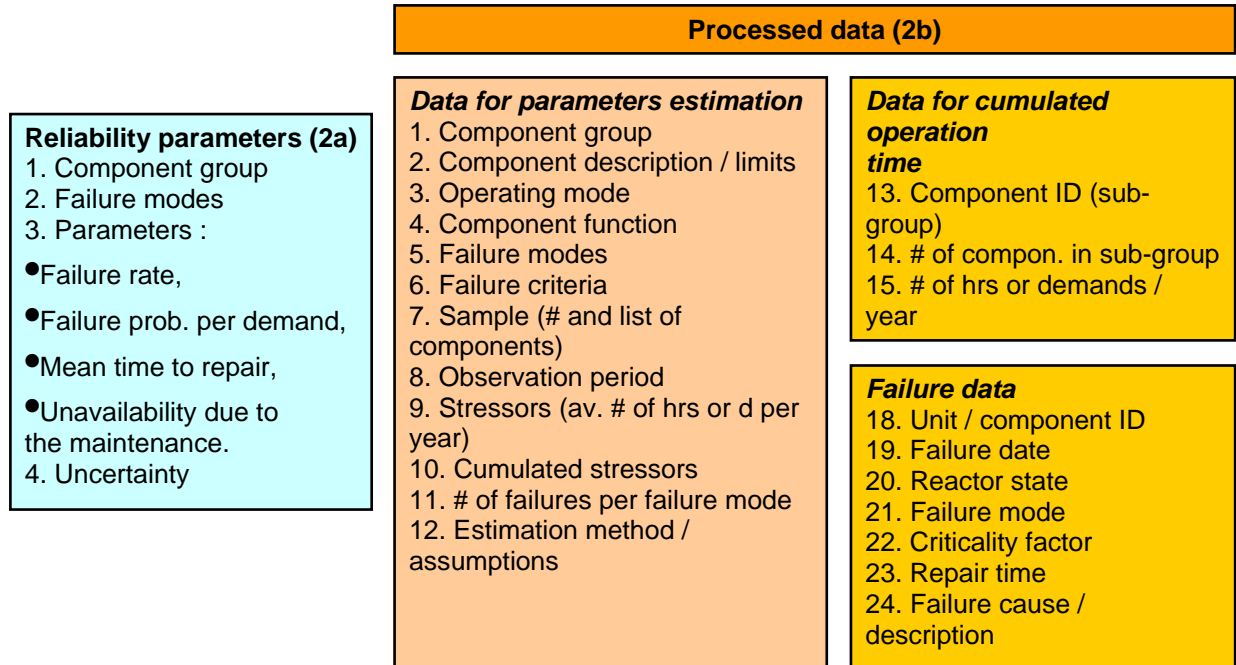 Processed data (2b)
Reliability parameters (2a)
1. Component group
2. Failure modes
3. Parameters :
●Failure rate,
●Failure prob. per demand,
●Mean time to repair,
●Unavailability due to
the maintenance.
4. Uncertainty
Data for parameters estimation
1. Component group
2. Component description / limits
3. Operating mode
4. Component function
5. Failure modes
6. Failure criteria
7. Sample (# and list of
components)
8. Observation period
9. Stressors (av. # of hrs or d per
year)
10. Cumulated stressors
11. # of failures per failure mode
12. Estimation method /
assumptions
Data for cumulated
operation
time
13. Component ID (sub-
group)
14. # of compon. in sub-group
15. # of hrs or demands /
year
Failure data
18. Unit / component ID
19. Failure date
20. Reactor state
21. Failure mode
22. Criticality factor
23. Repair time
24. Failure cause /
description